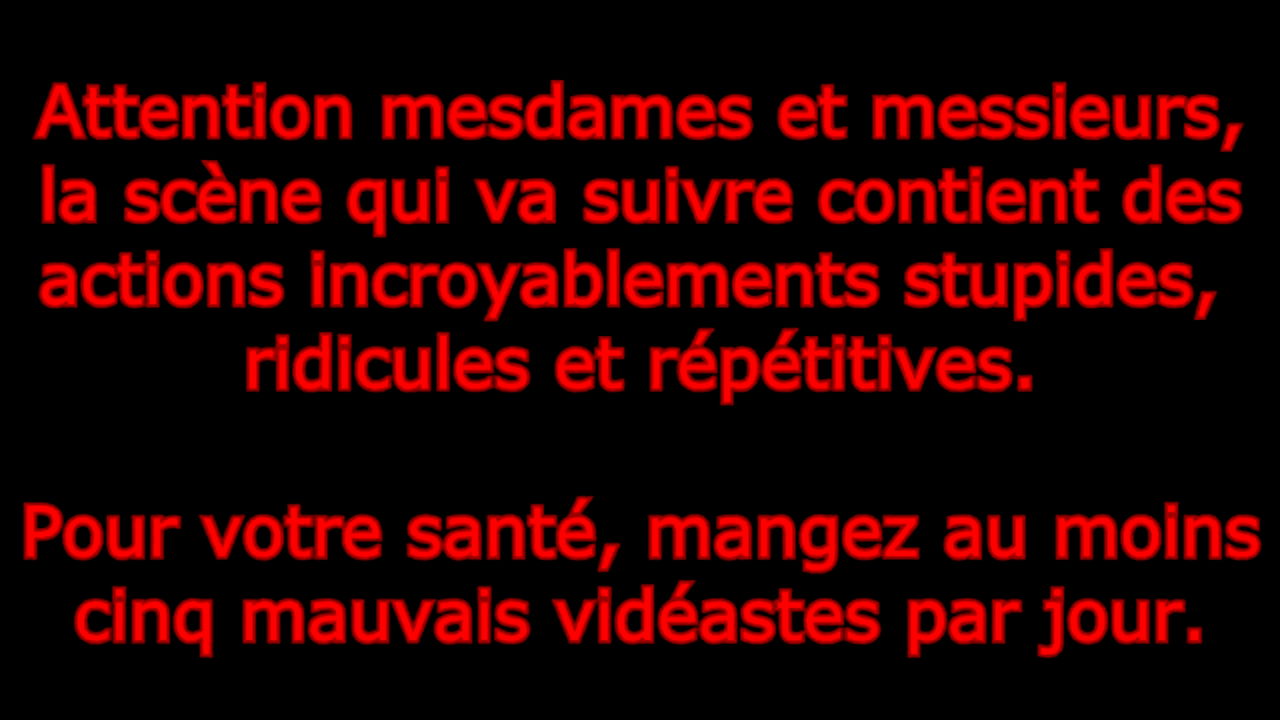 Attention mesdames et messieurs,
la scène qui va suivre contient des
actions incroyablements stupides,
ridicules et répétitives.
Pour votre santé, mangez au moins
cinq mauvais vidéastes par jour.